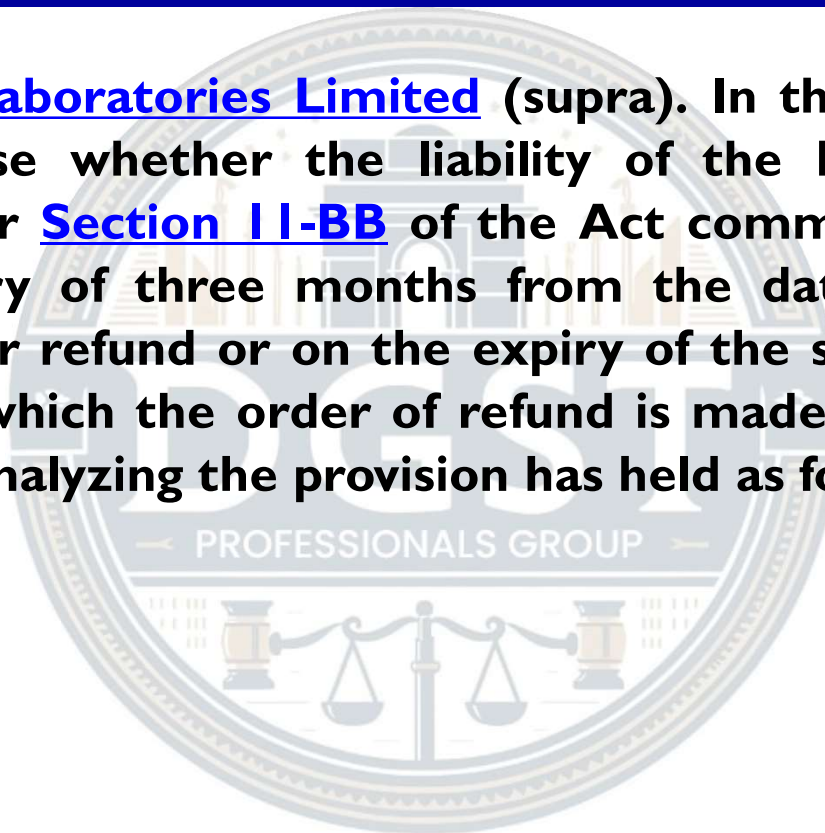 aboratories Limited (supra). In th
se whether the liability of the
r Section 11-BB of the Act comm
ry of three months from the dat
r refund or on the expiry of the s
which the order of refund is made
nalyzing the provision has held as fo
DGST
PROFESSIONALS GROUP